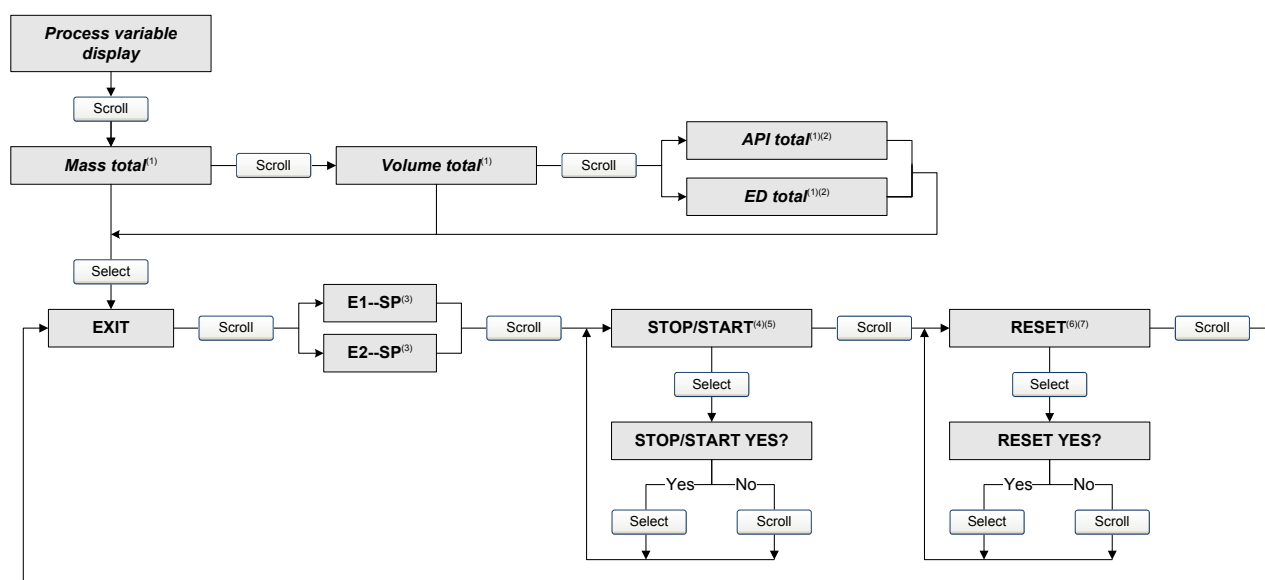 Process variable
display
Scroll
Mass total(1)
Scroll
Volume total(1)
Scroll
API total(1)(2)
ED total(1)(2)
Select
EXIT
Scroll
E1--SP(3)
E2--SP(3)
Scroll
STOP/START(4)(5)
Scroll
RESET(6)(7)
Scroll
Select
Select
STOP/START YES?
RESET YES?
Yes
No
Yes
No
Select
Scroll
Select
Scroll